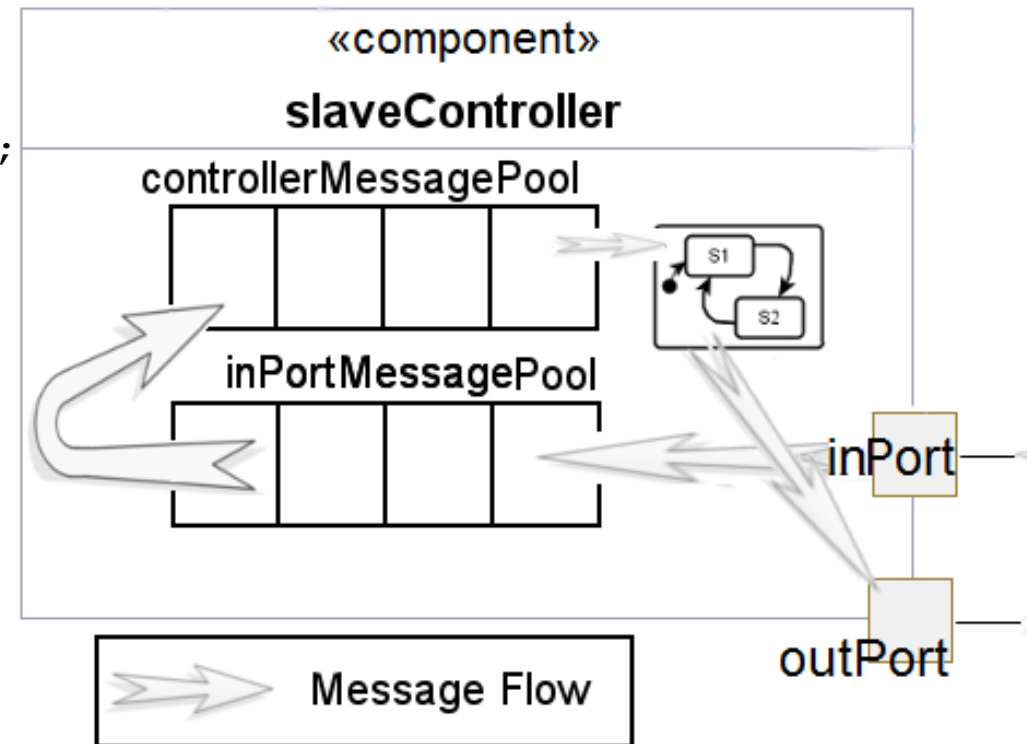 «component»
slaveController
;
controllerMessagePool
S1
S2
inPortMessagePool
inPort
outPort
Message Flow